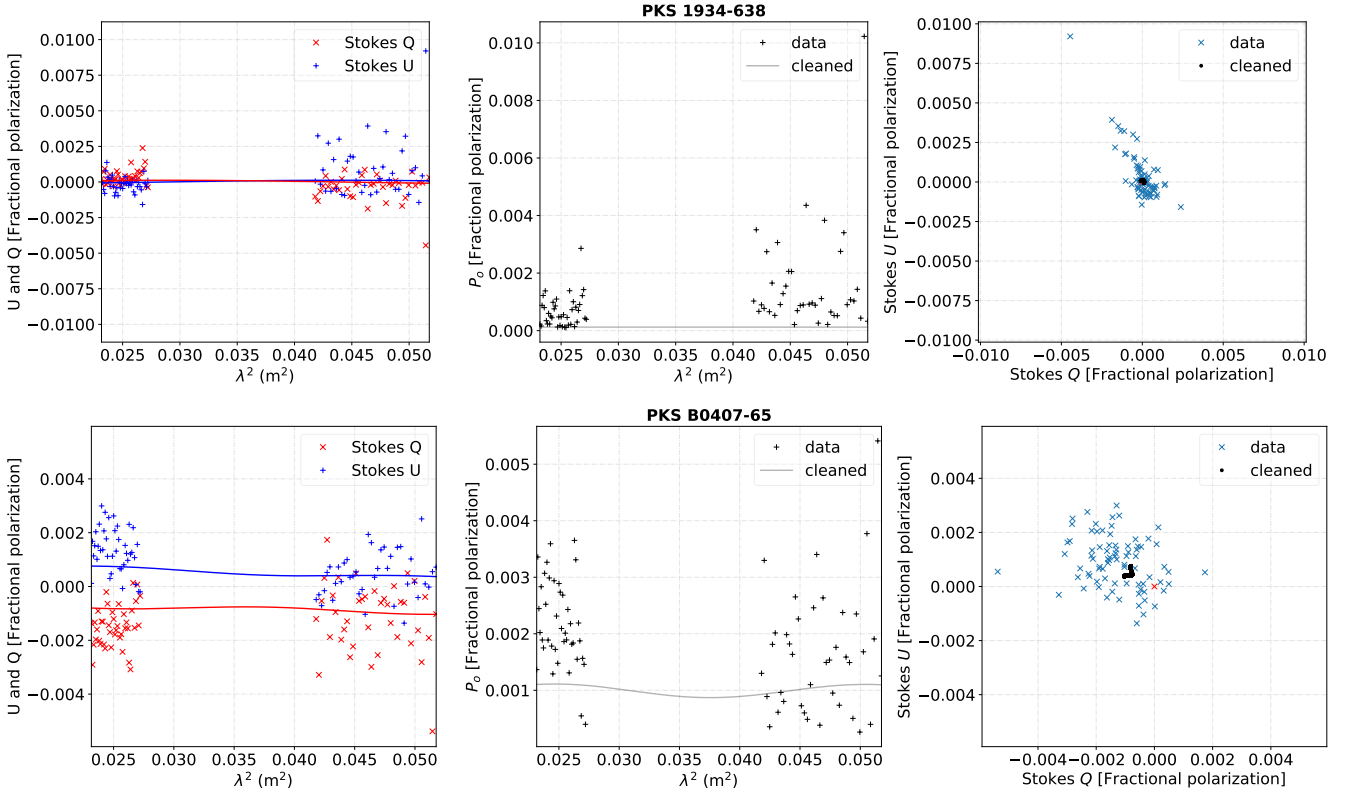 PKS 1934-638
U and Q [Fractional polarization]
0.0100
0.0075
0.0050
0.0025
0.0000
−0.0025
−0.0050
−0.0075
−0.0100
Stokes Q
Stokes U
0.025 0.030 0.035 0.040 0.045 0.050
λ² (m²)
Pₒ [Fractional polarization]
0.010
0.008
0.006
0.004
0.002
0.000
data
cleaned
0.025 0.030 0.035 0.040 0.045 0.050
λ² (m²)
Stokes U [Fractional polarization]
0.0100
0.0075
0.0050
0.0025
0.0000
−0.0025
−0.0050
−0.0075
−0.0100
data
cleaned
−0.010 −0.005 0.000 0.005 0.010
Stokes Q [Fractional polarization]
PKS B0407-65
U and Q [Fractional polarization]
0.004
0.002
0.000
−0.002
−0.004
Stokes Q
Stokes U
0.025 0.030 0.035 0.040 0.045 0.050
λ² (m²)
Pₒ [Fractional polarization]
0.005
0.004
0.003
0.002
0.001
data
cleaned
0.025 0.030 0.035 0.040 0.045 0.050
λ² (m²)
Stokes U [Fractional polarization]
0.004
0.002
0.000
−0.002
−0.004
data
cleaned
−0.004 −0.002 0.000 0.002 0.004
Stokes Q [Fractional polarization]